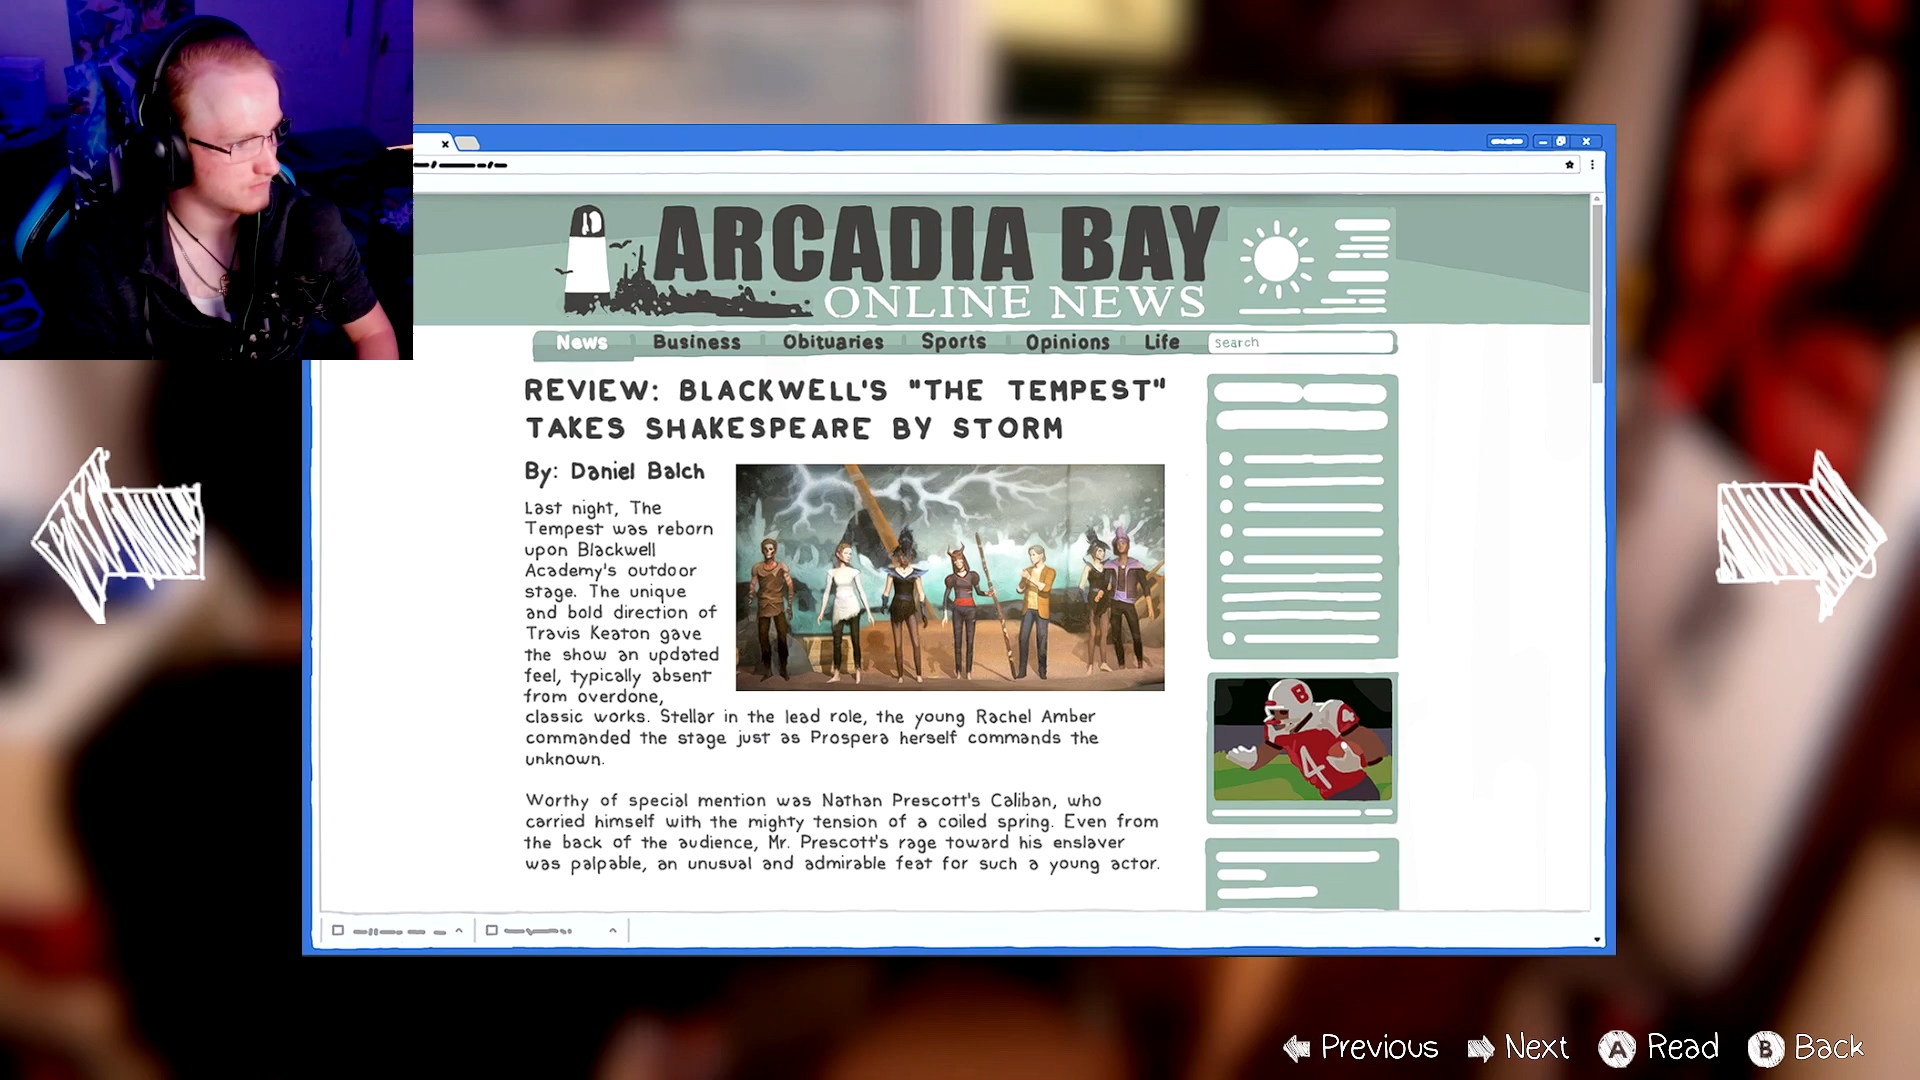 ARCADIA BAY
ONLINE NEWS
News Business Obituaries Sports Opinions Life search
REVIEW: BLACKWELL'S "THE TEMPEST"
TAKES SHAKESPEARE BY STORM
By: Daniel Balch
Last night, The
Tempest was reborn
upon Blackwell
Academy's outdoor
stage. The unique
and bold direction of
Travis Keaton gave
the show an updated
feel, typically absent
from overdone,
classic works. Stellar in the lead role, the young Rachel Amber
commanded the stage just as Prospera herself commands the
unknown.
Worthy of special mention was Nathan Prescott's Caliban, who
carried himself with the mighty tension of a coiled spring. Even from
the back of the audience, Mr. Prescott's rage toward his enslaver
was palpable, an unusual and admirable feat for such a young actor.
B
4
4
Previous Next A Read B Back